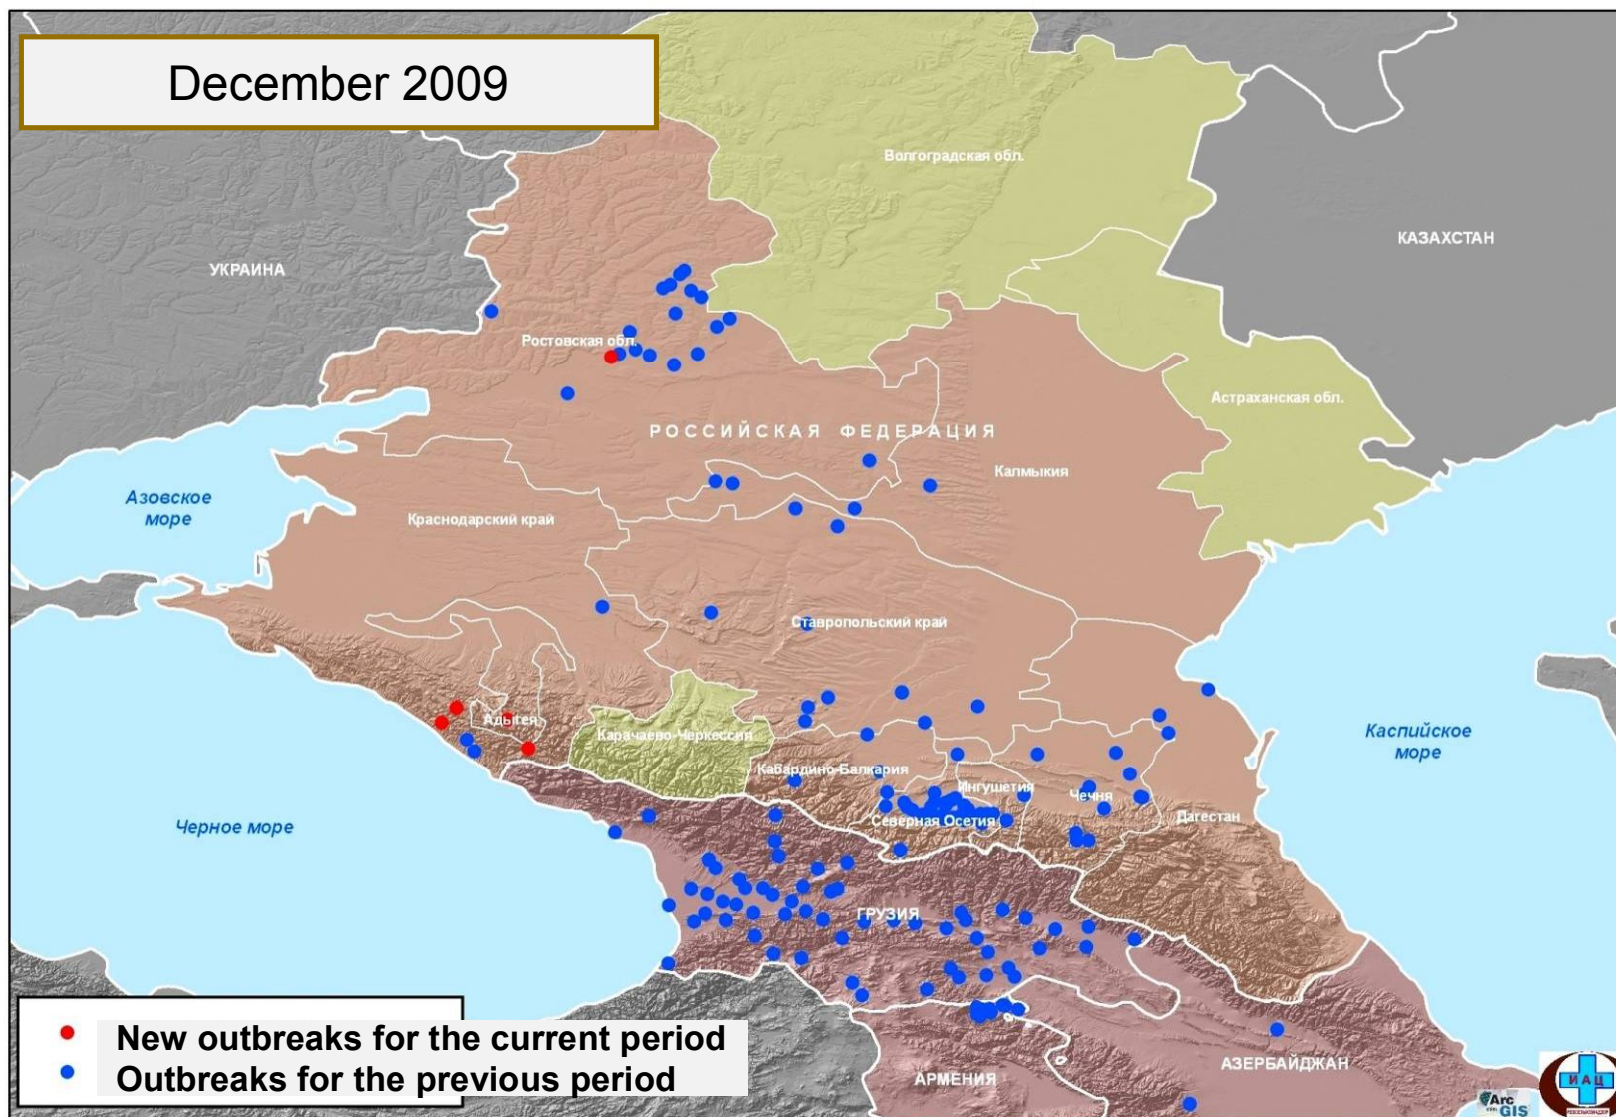 December 2009
Волгоградская обл.
КАЗАХСТАН
УКРАИНА
Ростовская обл.
Астраханская обл.
РОССИЙСКАЯ ФЕДЕРАЦИЯ
Калмыкия
Азовское
море
Краснодарский край
Ставропольский край
Адыгея
Карачаево-Черкессия
Каспийское
море
Кабардино-Балкария
Ингушетия
Чечня
Северная Осетия
Дагестан
Черное море
ГРУЗИЯ
New outbreaks for the current period
Outbreaks for the previous period
АРМЕНИЯ
АЗЕРБАЙДЖАН
Arc
GIS
ИАЦ